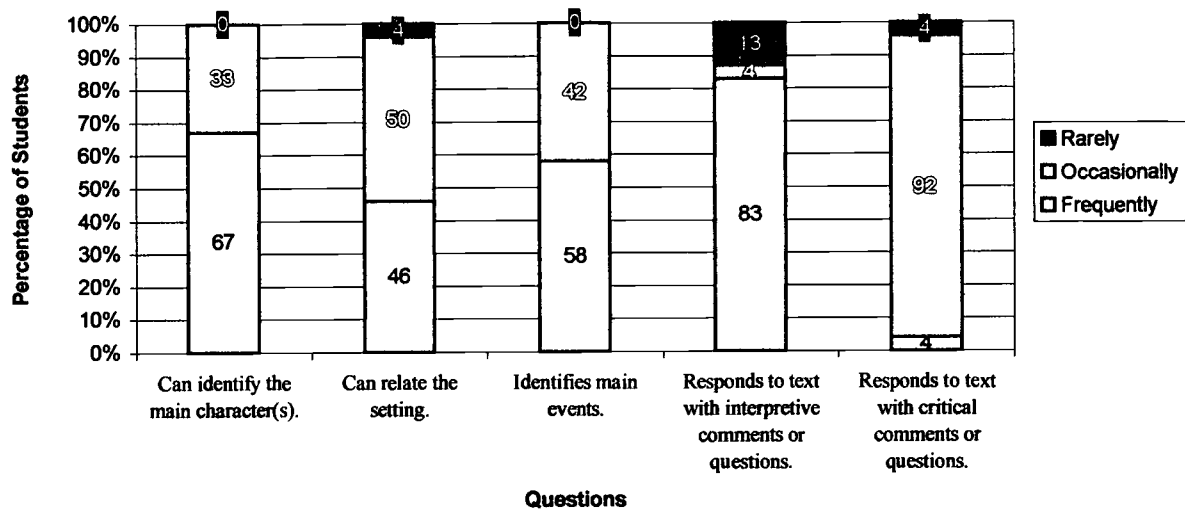 Percentage of Students
100%
90%
80%
70%
60%
50%
40%
30%
20%
10%
0%
0
33
67
4
50
46
0
42
58
13
4
83
4
92
4
Rarely
Occasionally
Frequently
Can identify the
main character(s).
Can relate the
setting.
Identifies main
events.
Responds to text
with interpretive
comments or
questions.
Responds to text
with critical
comments or
questions.
Questions